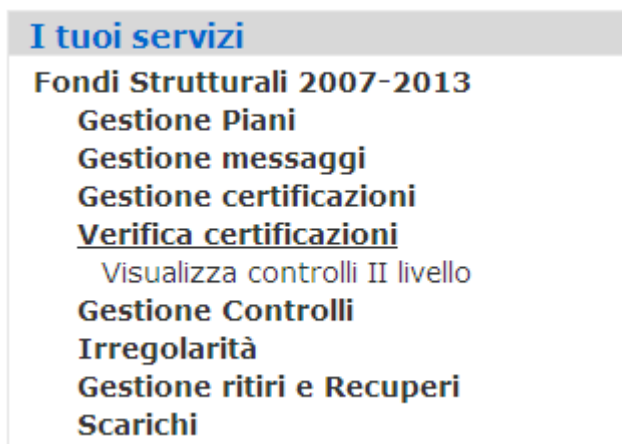 I tuoi servizi
Fondi Strutturali 2007-2013
Gestione Piani
Gestione messaggi
Gestione certificazioni
Verifica certificazioni
Visualizza controlli II livello
Gestione Controlli
Irregolarità
Gestione ritiri e Recuperi
Scarichi